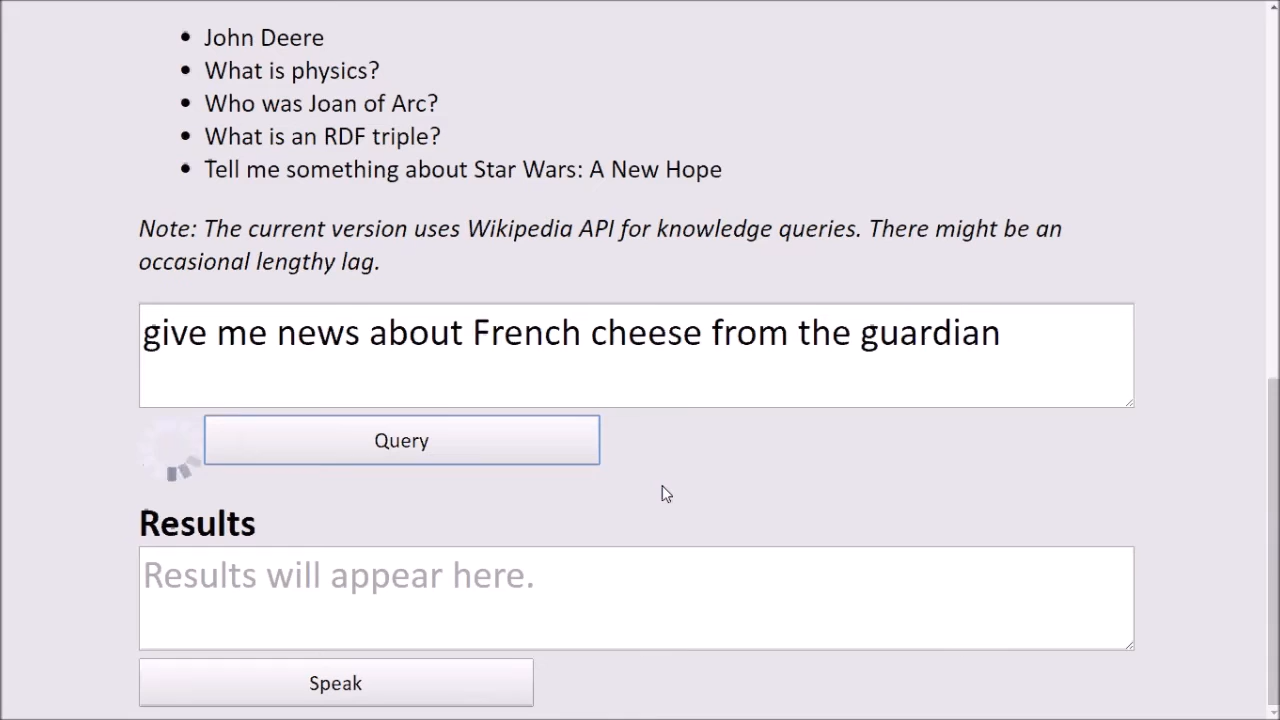 John Deere
What is physics?
Who was Joan of Arc?
What is an RDF triple?
Tell me something about Star Wars: A New Hope
Note: The current version uses Wikipedia API for knowledge queries. There might be an
occasional lengthy lag.
give me news about French cheese from the guardian
Query
Results
Results will appear here.
Speak